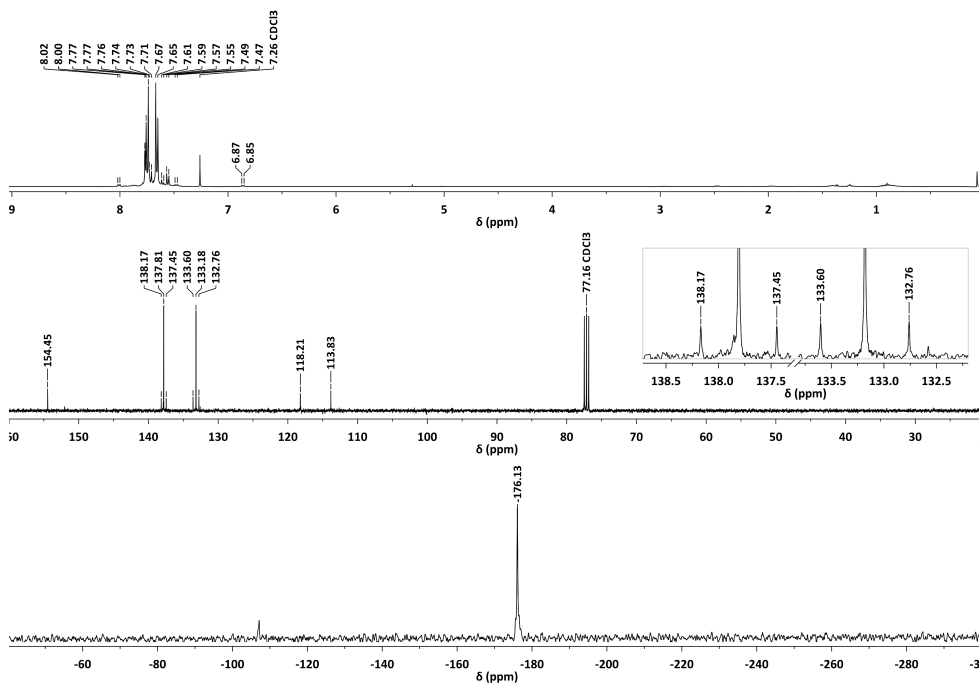 8.02 8.00 7.77 7.77 7.76 7.74 7.73 7.71 7.67 7.65 7.61 7.59 7.57 7.55 7.49 7.47 7.26 CDCl3
6.87 6.85
9 8 7 6 5 4 3 2 1
δ (ppm)
154.45 138.17 137.81 137.45 133.60 133.18 132.76 118.21 113.83 77.16 CDCl3
138.17 137.45 133.60 132.76
138.5 138.0 137.5 133.5 133.0 132.5
δ (ppm)
60 150 140 130 120 110 100 90 80 70 60 50 40 30
δ (ppm)
-176.13
-60 -80 -100 -120 -140 -160 -180 -200 -220 -240 -260 -280 -3
δ (ppm)